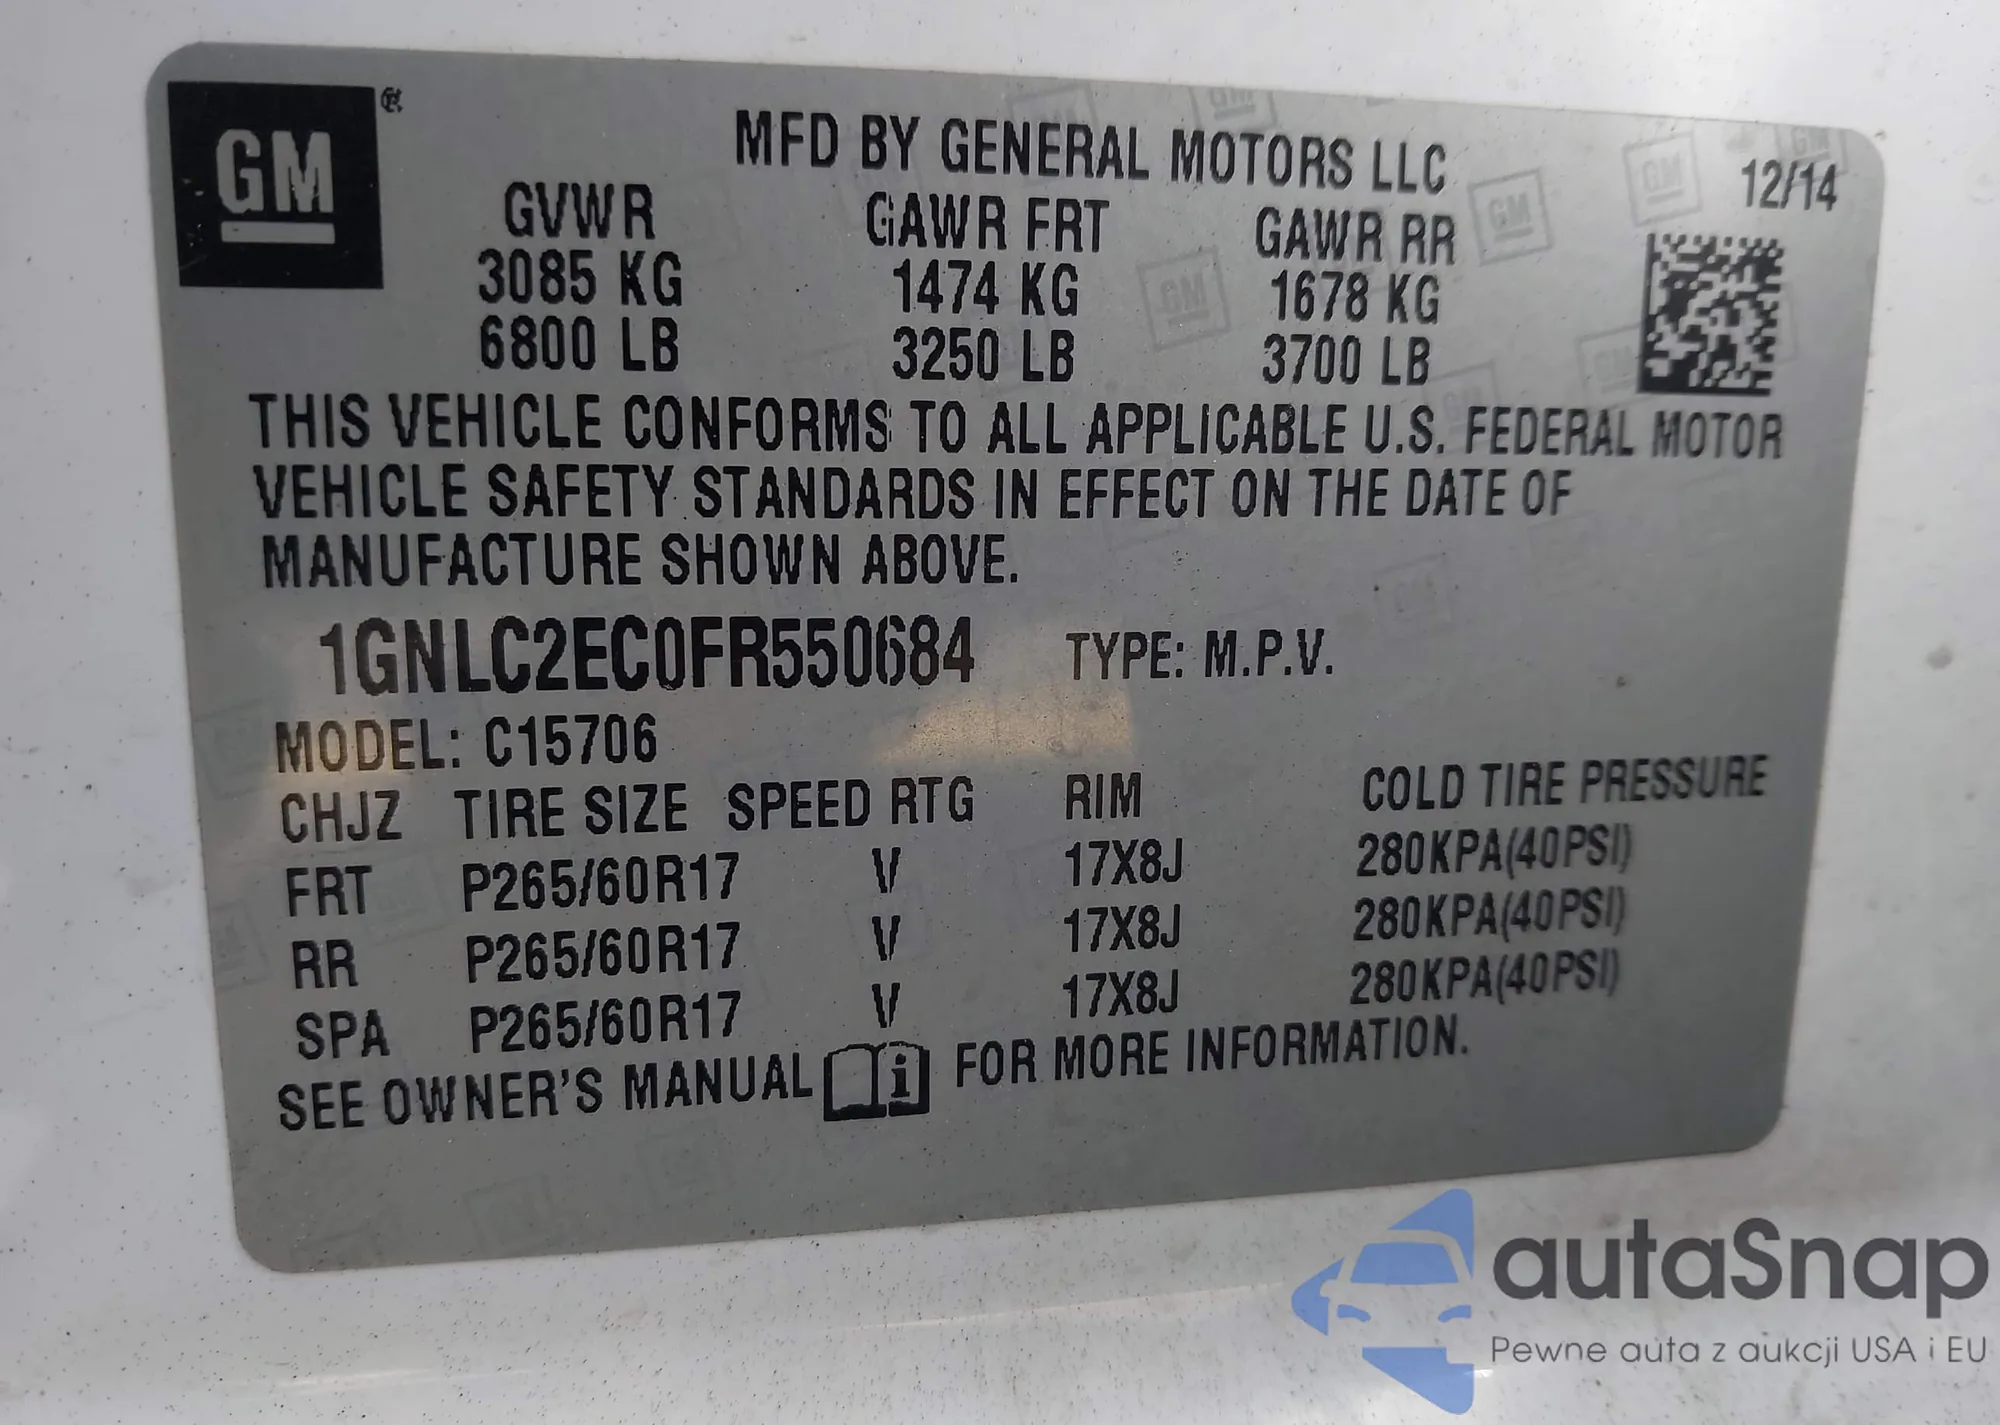 GM
MFD BY GENERAL MOTORS LLC
12/14
GVWR GAWR FRT GAWR RR
3085 KG 1474 KG 1678 KG
6800 LB 3250 LB 3700 LB
THIS VEHICLE CONFORMS TO ALL APPLICABLE U.S. FEDERAL MOTOR
VEHICLE SAFETY STANDARDS IN EFFECT ON THE DATE OF
MANUFACTURE SHOWN ABOVE.
1GNLC2EC0FR550684 TYPE: M.P.V.
MODEL: C15706
CHJZ TIRE SIZE SPEED RTG RIM COLD TIRE PRESSURE
FRT P265/60R17 V 17X8J 280KPA(40PSI)
RR P265/60R17 V 17X8J 280KPA(40PSI)
SPA P265/60R17 V 17X8J 280KPA(40PSI)
SEE OWNER'S MANUAL i FOR MORE INFORMATION.
autaSnap
Pewne auta z aukcji USA i EU